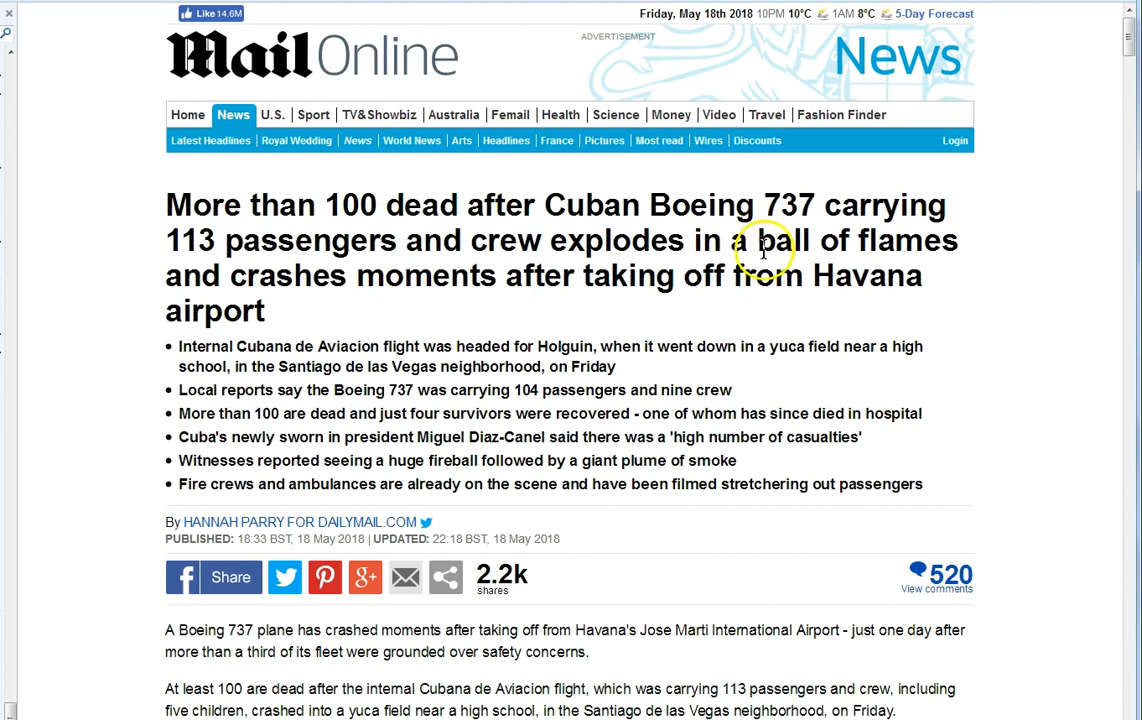 Like 14.6M
Friday, May 18th 2018 10PM 10°C 1AM 8°C 5-Day Forecast
Mail Online
ADVERTISEMENT
News
Home News U.S. Sport TV&Showbiz Australia Femail Health Science Money Video Travel Fashion Finder
Latest Headlines Royal Wedding News World News Arts Headlines France Pictures Most read Wires Discounts Login
More than 100 dead after Cuban Boeing 737 carrying
113 passengers and crew explodes in a ball of flames
and crashes moments after taking off from Havana
airport
• Internal Cubana de Aviacion flight was headed for Holguin, when it went down in a yuca field near a high
school, in the Santiago de las Vegas neighborhood, on Friday
• Local reports say the Boeing 737 was carrying 104 passengers and nine crew
• More than 100 are dead and just four survivors were recovered - one of whom has since died in hospital
• Cuba's newly sworn in president Miguel Diaz-Canel said there was a 'high number of casualties'
• Witnesses reported seeing a huge fireball followed by a giant plume of smoke
• Fire crews and ambulances are already on the scene and have been filmed stretchering out passengers
By HANNAH PARRY FOR DAILYMAIL.COM
PUBLISHED: 18:33 BST, 18 May 2018 | UPDATED: 22:18 BST, 18 May 2018
Share
2.2k
shares
520
View comments
A Boeing 737 plane has crashed moments after taking off from Havana's Jose Marti International Airport - just one day after
more than a third of its fleet were grounded over safety concerns.
At least 100 are dead after the internal Cubana de Aviacion flight, which was carrying 113 passengers and crew, including
five children, crashed into a yuca field near a high school, in the Santiago de las Vegas neighborhood, on Friday.